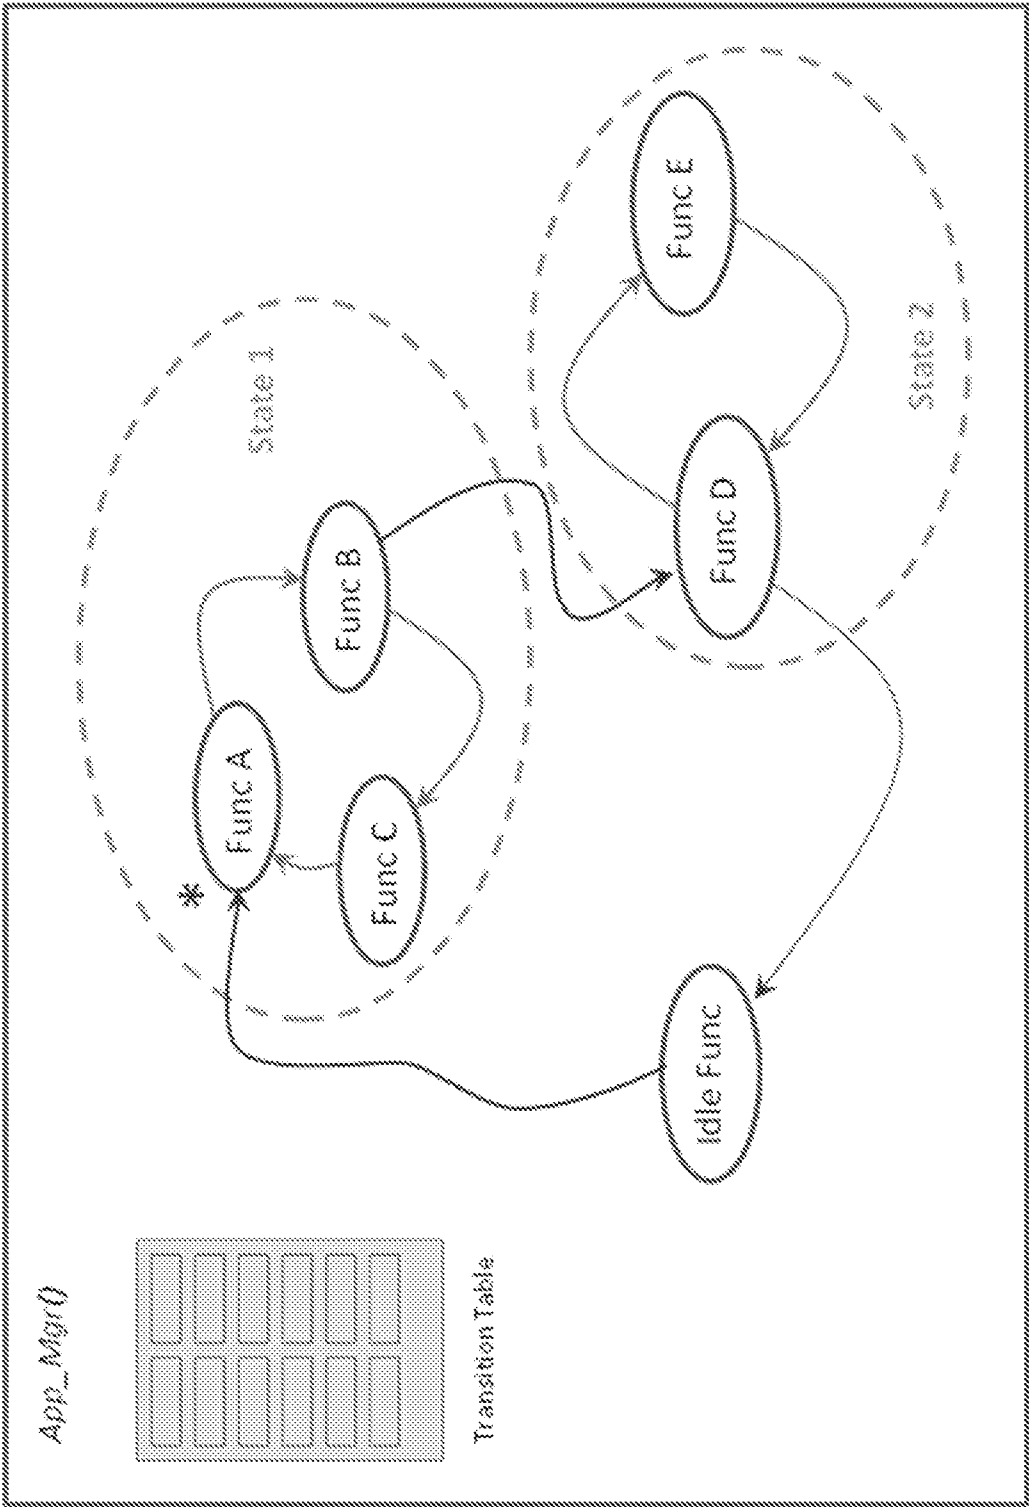 App_Mgr()
Transition Table
Idle Func
*
Func A
Func B
Func C
State 1
Func D
Func E
State 2